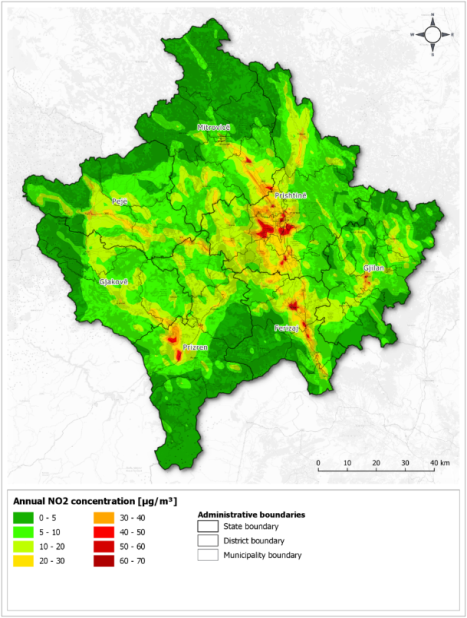 N
W E
S
Mitrovicë
Prishtinë
Pejë
Gjilan
Gjakovë
Ferizaj
Prizren
0 10 20 30 40 km
Annual NO2 concentration [µg/m³]
0 - 5
5 - 10
10 - 20
20 - 30
30 - 40
40 - 50
50 - 60
60 - 70
Administrative boundaries
State boundary
District boundary
Municipality boundary